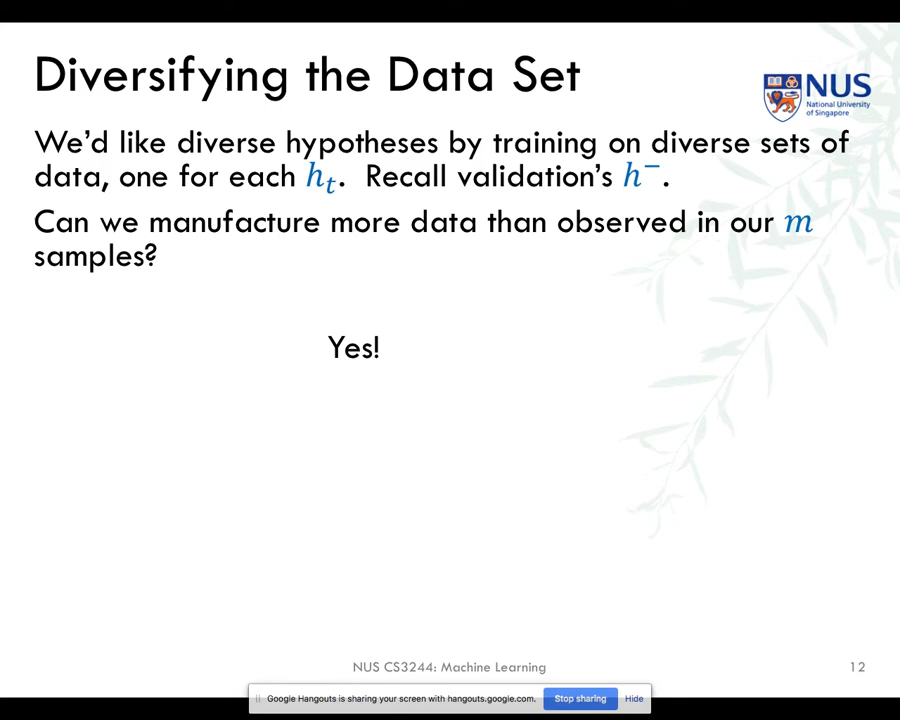 Diversifying the Data Set
NUS
National University
of Singapore
We'd like diverse hypotheses by training on diverse sets of
data, one for each hₜ. Recall validation's h⁻.
Can we manufacture more data than observed in our m
samples?
Yes!
NUS CS3244: Machine Learning
12
Google Hangouts is sharing your screen with hangouts.google.com.
Stop sharing
Hide